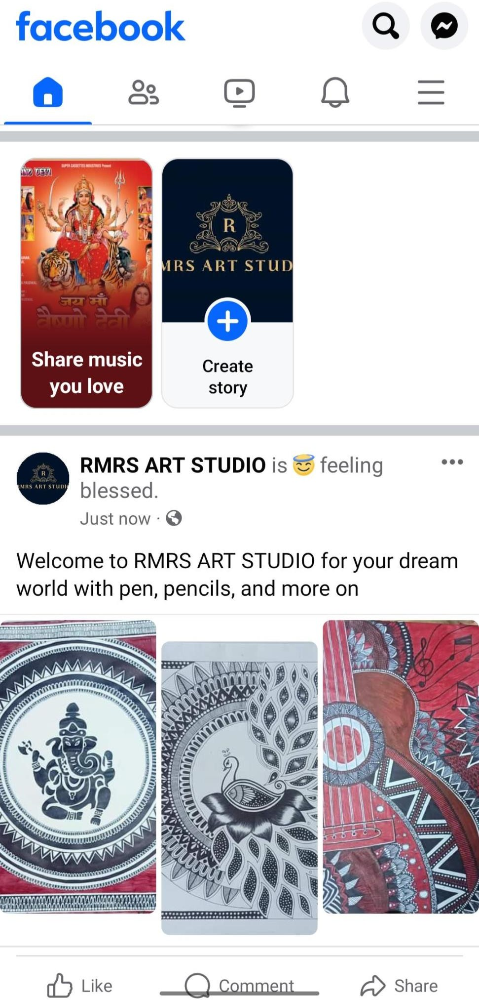 facebook
NO DEVI
SUPER CASSETTES INDUSTRIES Present
जय माँ
वैष्णो देवी
Share music
you love
R
MRS ART STUD
Create
story
R
MRS ART STUDI
RMRS ART STUDIO is 😇 feeling
blessed.
Just now ·
Welcome to RMRS ART STUDIO for your dream
world with pen, pencils, and more on
Like
Comment
Share